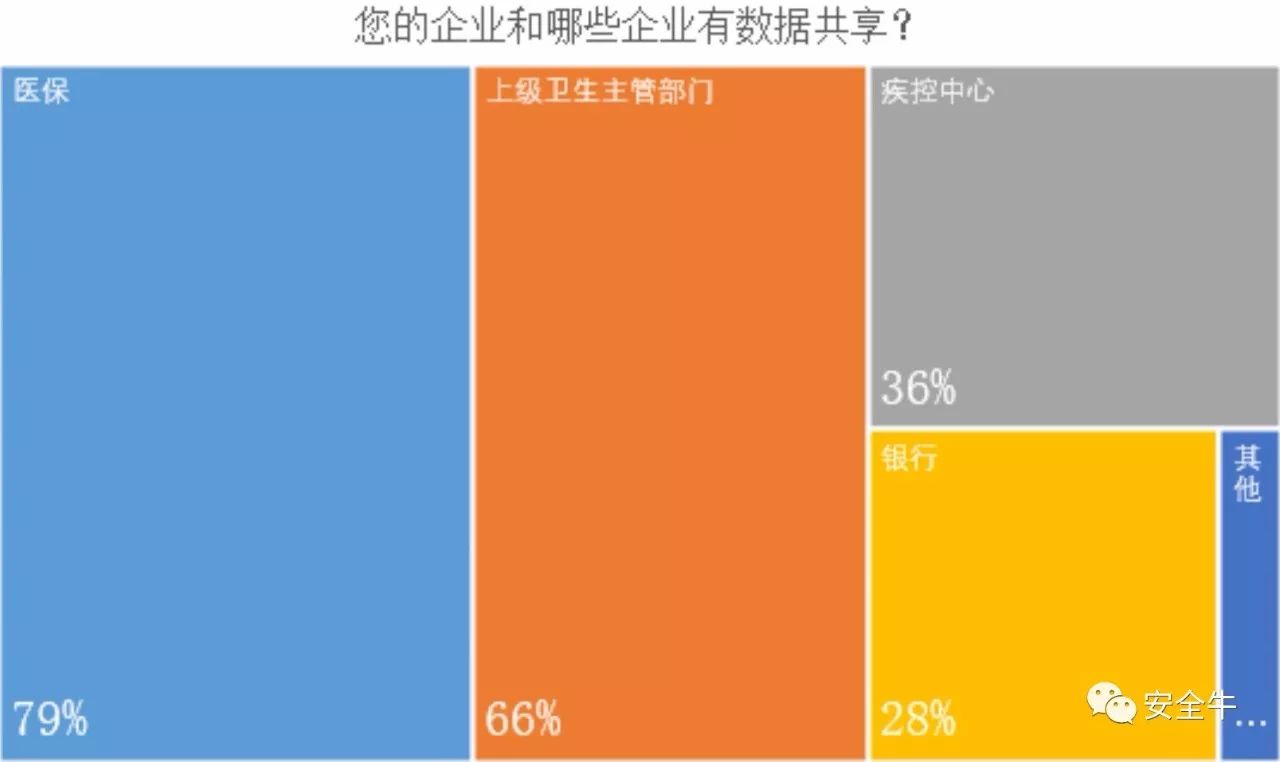 您的企业和哪些企业有数据共享？
医保
上级卫生主管部门
疾控中心
36%
银行
其
他
79%
66%
28%
安全牛
...